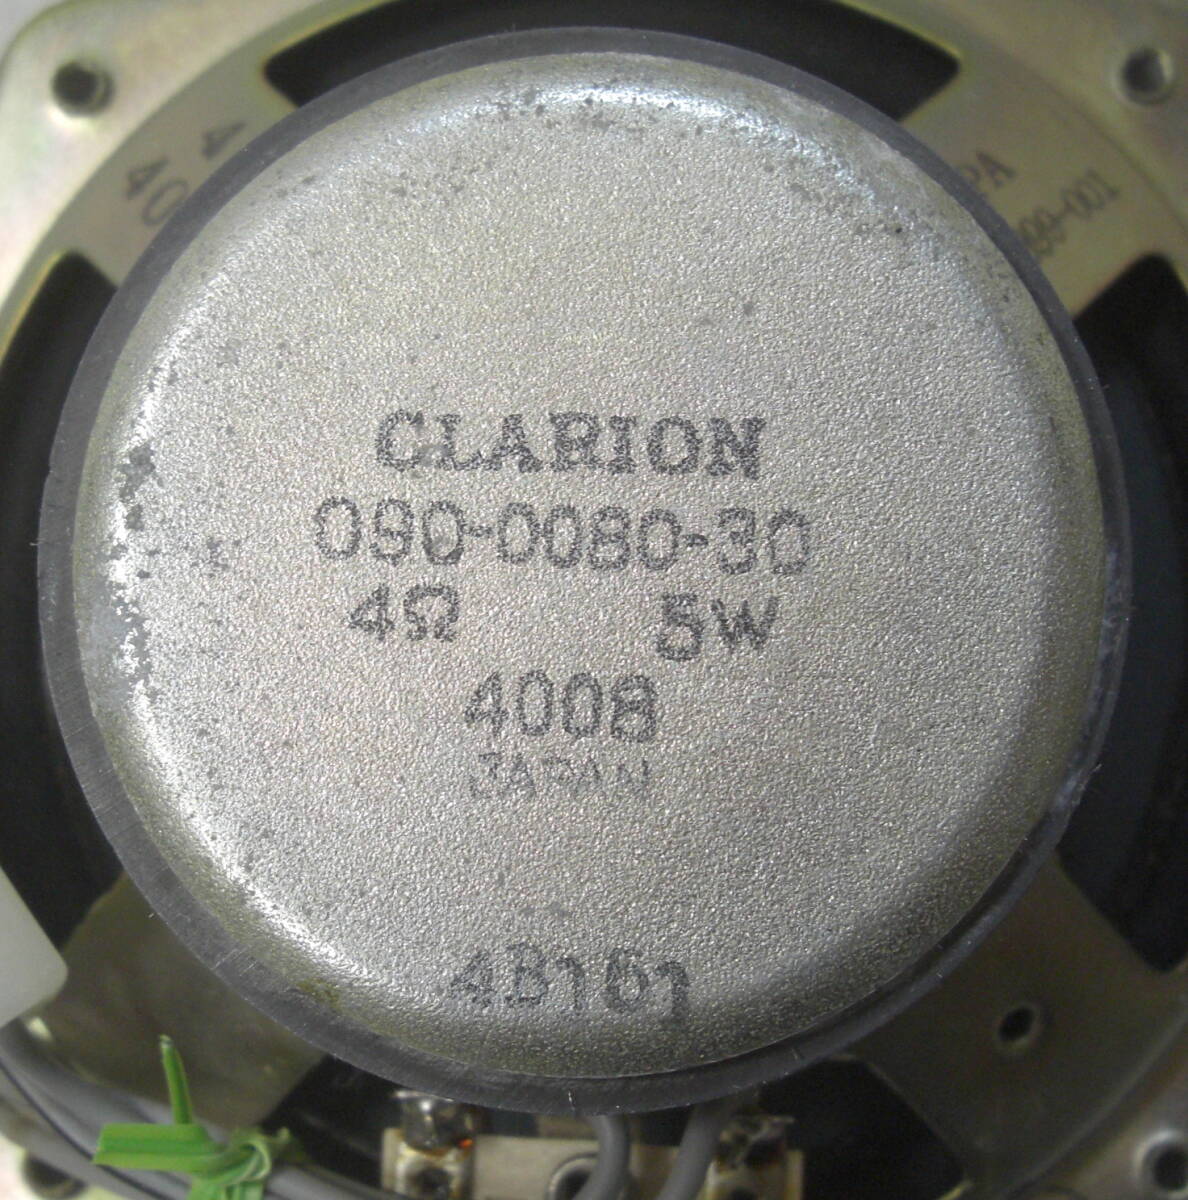 CLARION
090-0080-30
4Ω 5W
4008
JAPAN
4B161